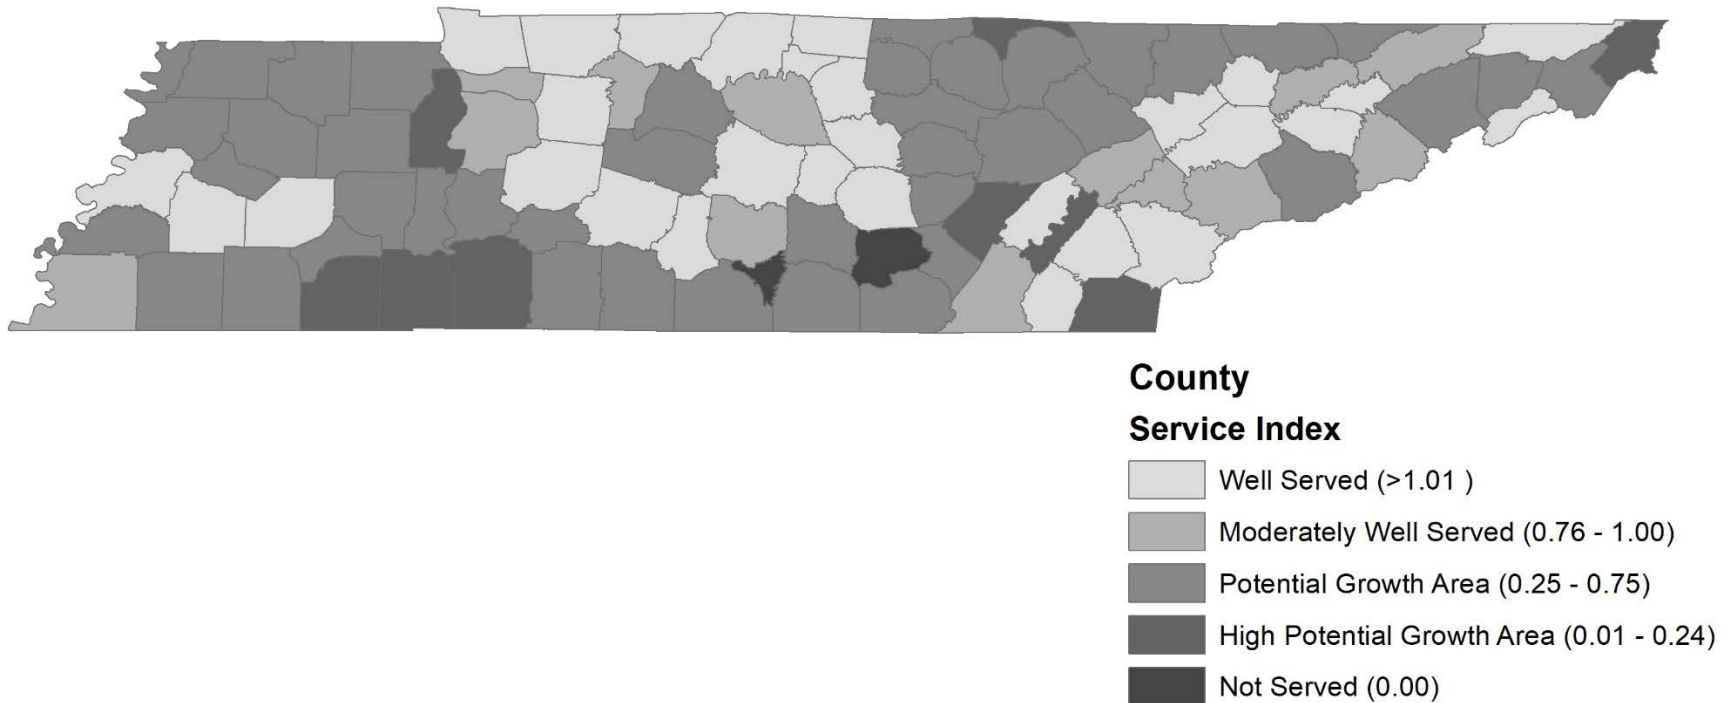 County
Service Index
Well Served (>1.01 )
Moderately Well Served (0.76 - 1.00)
Potential Growth Area (0.25 - 0.75)
High Potential Growth Area (0.01 - 0.24)
Not Served (0.00)